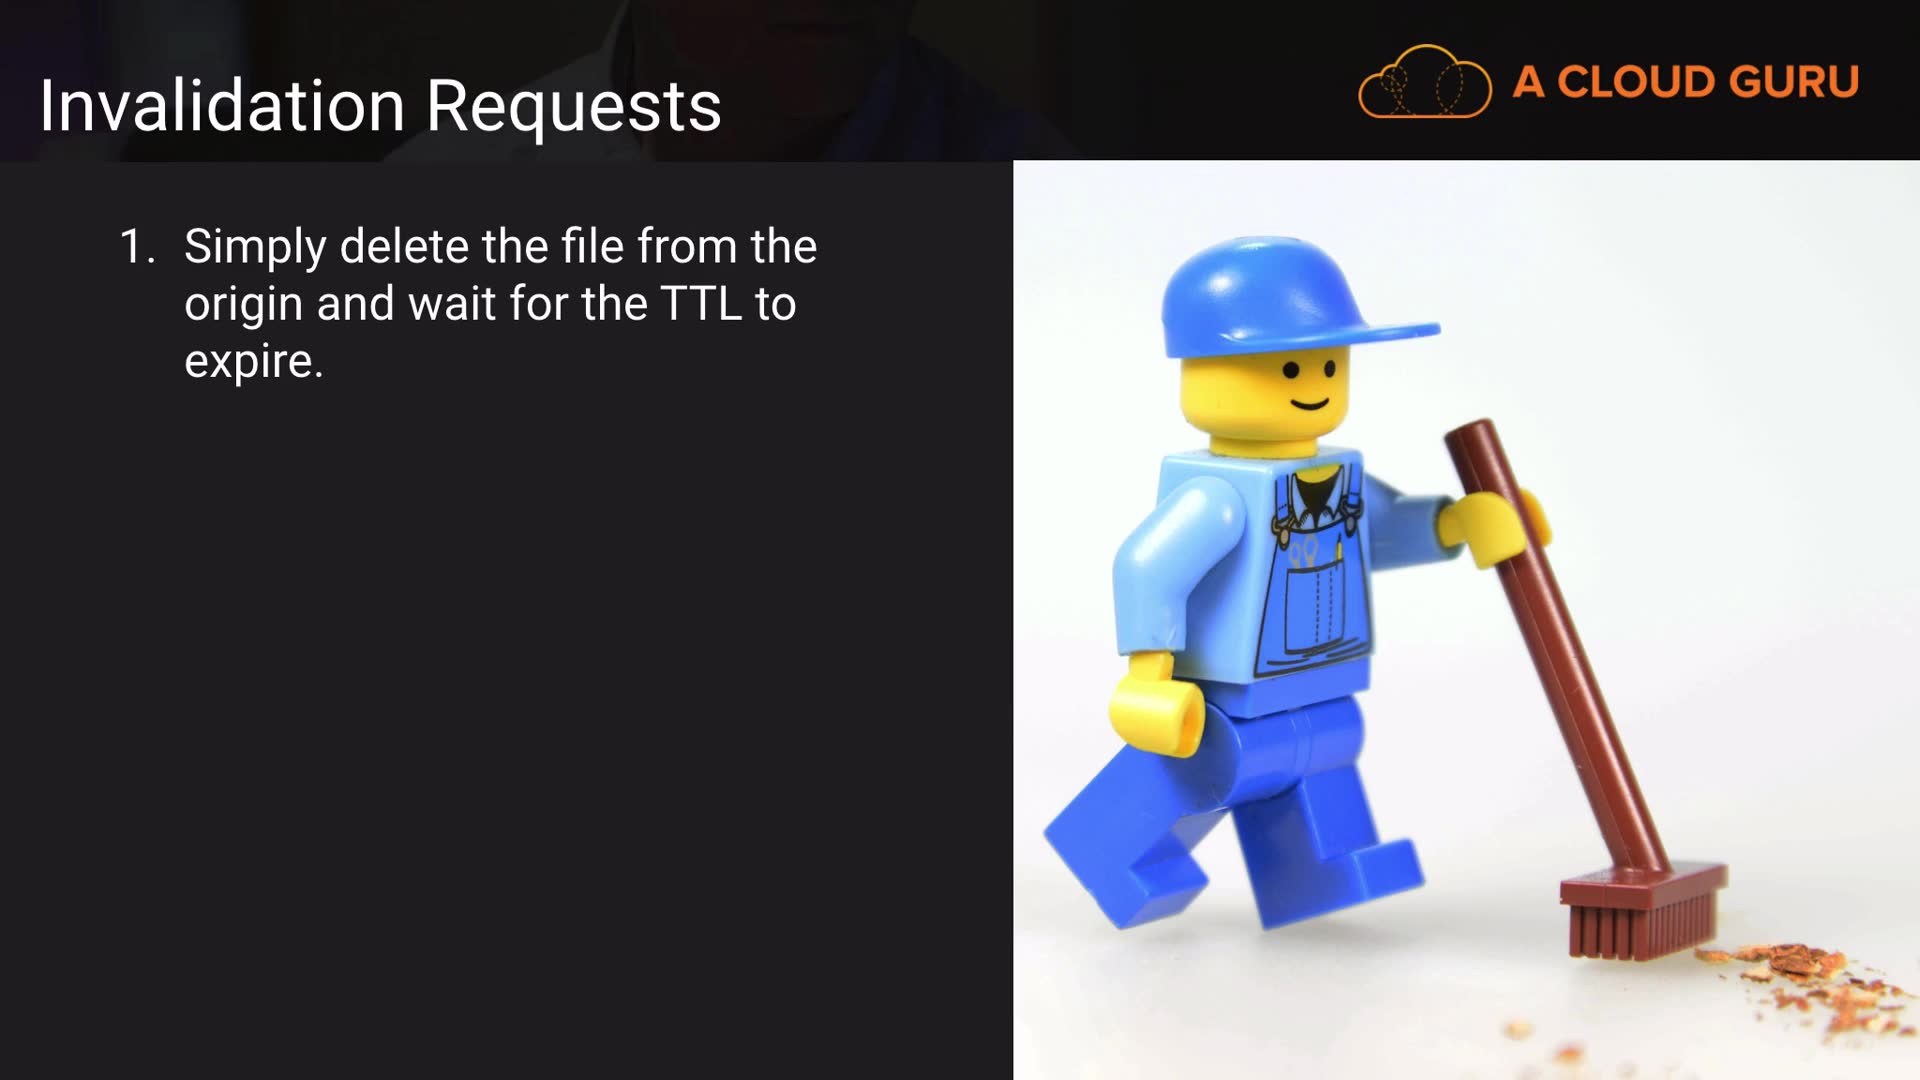 Invalidation Requests
A CLOUD GURU
1. Simply delete the file from the
origin and wait for the TTL to
expire.